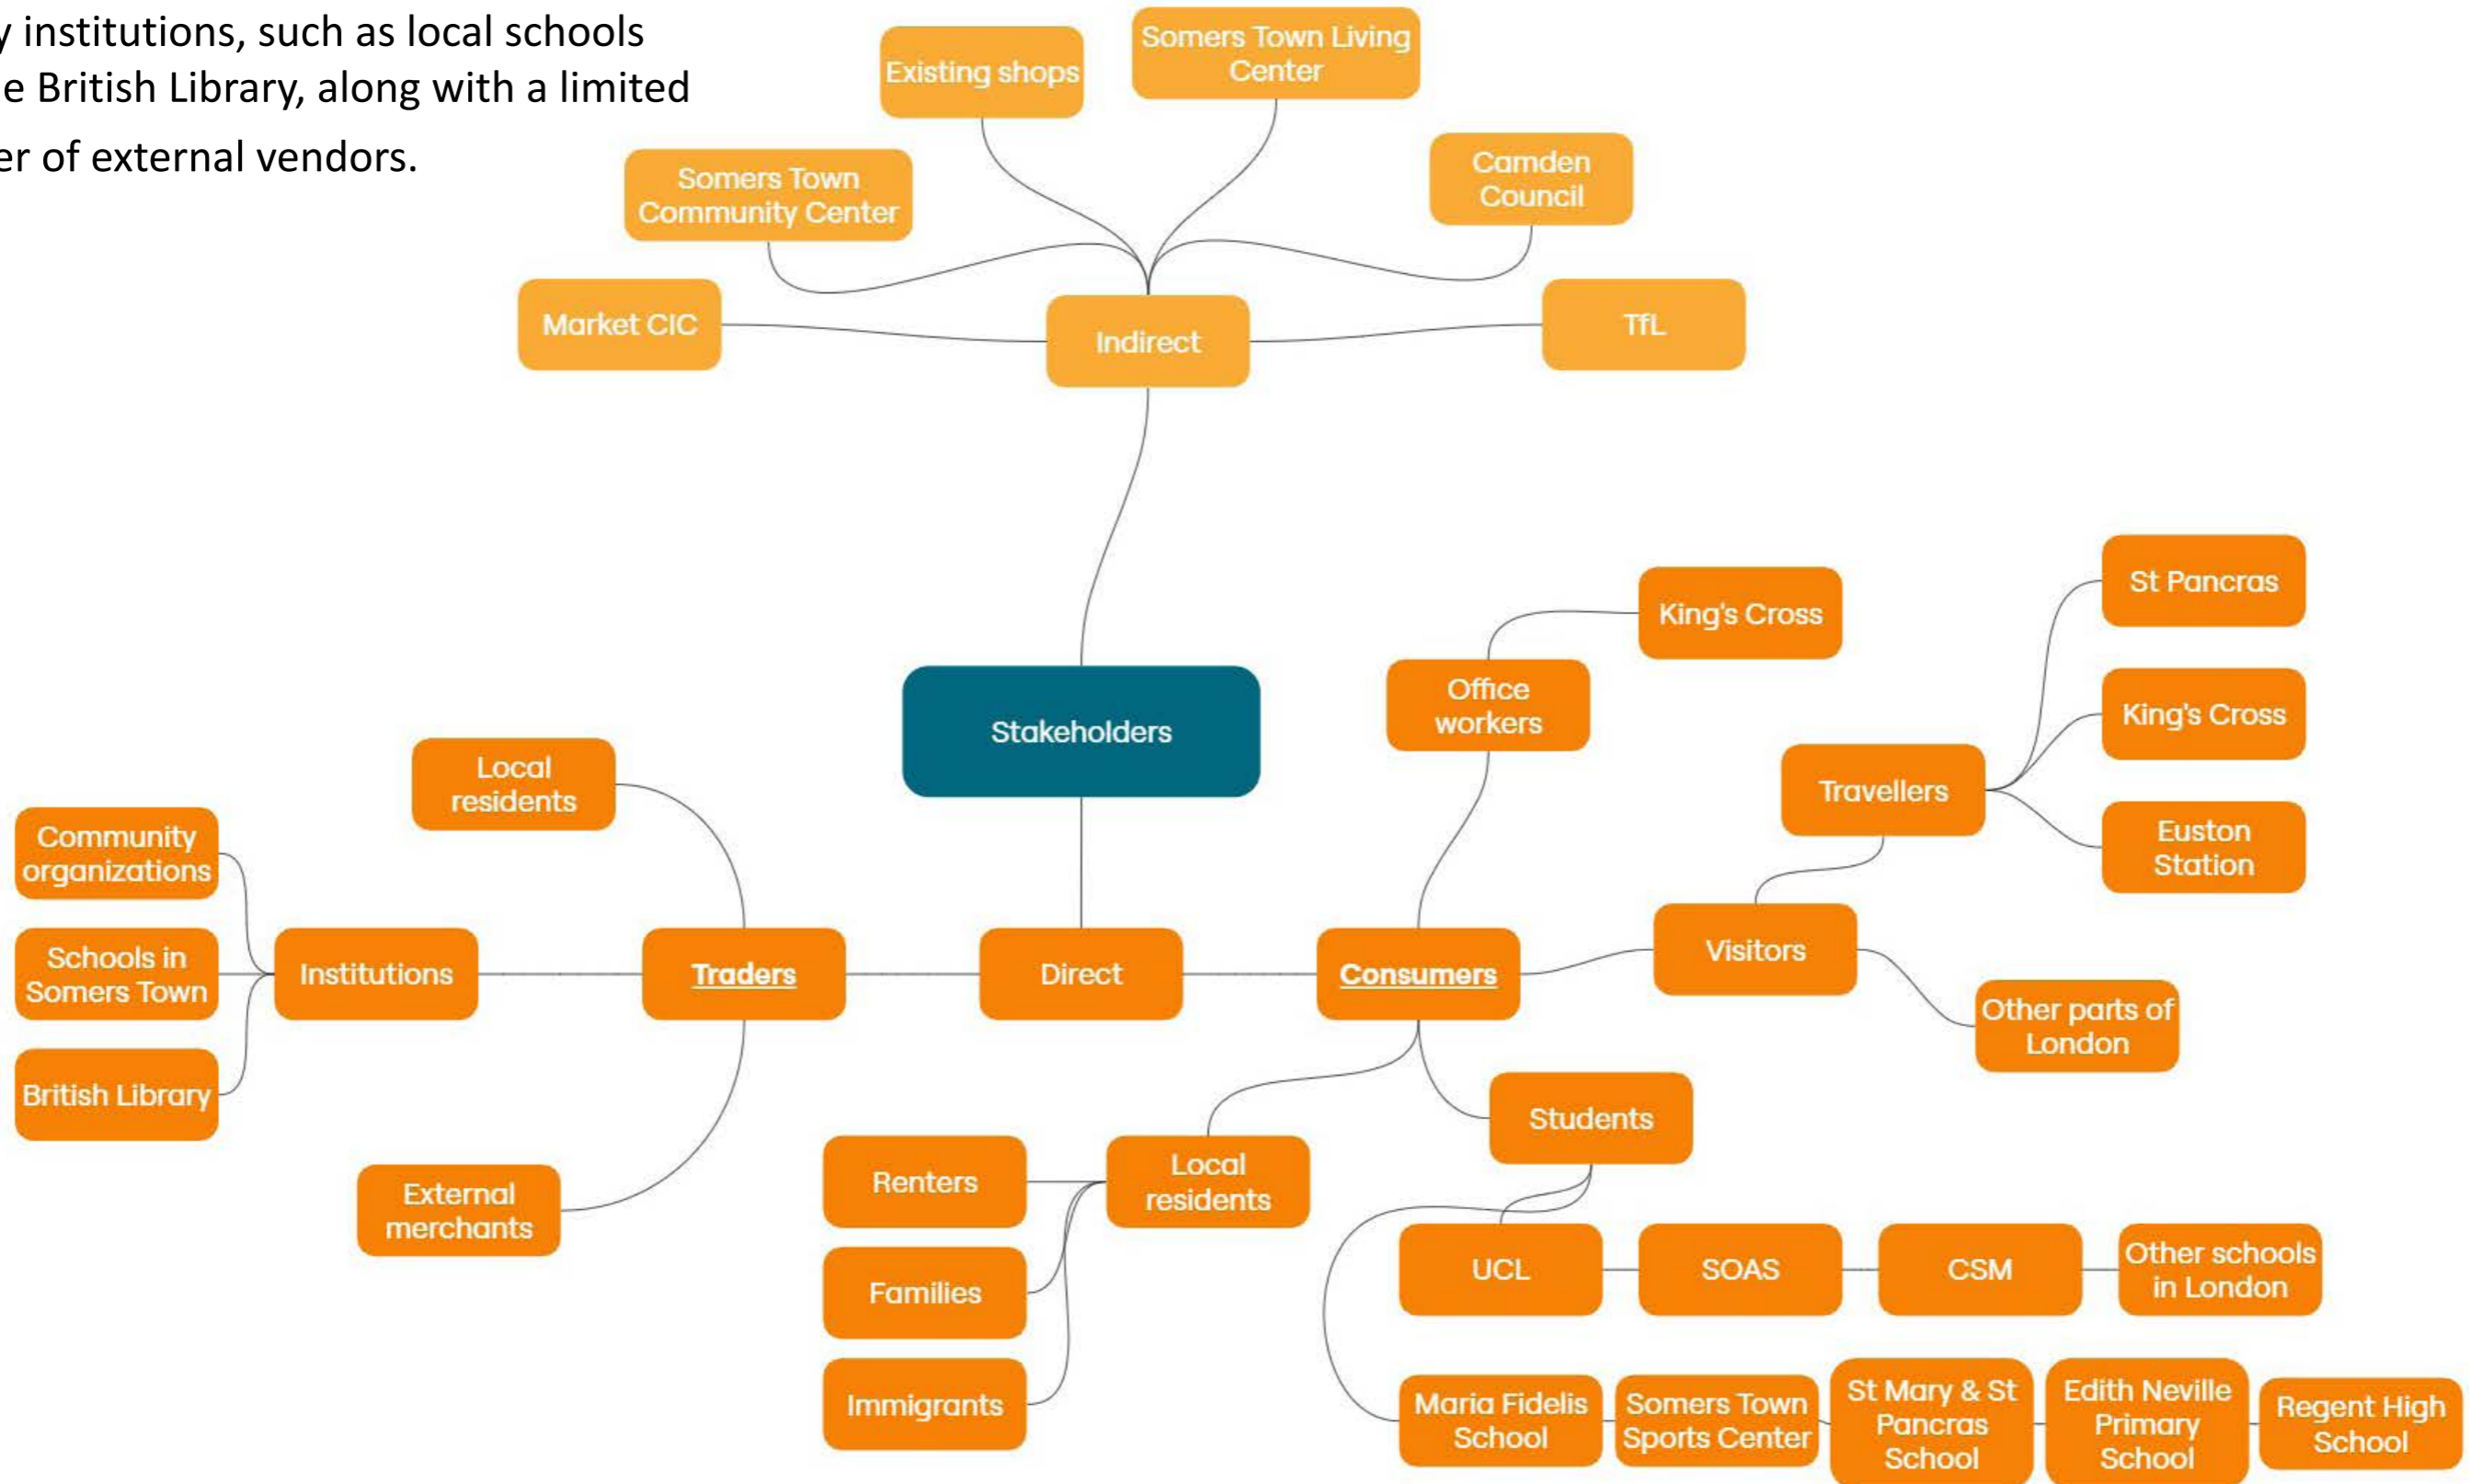 y institutions, such as local schools
e British Library, along with a limited
er of external vendors.
Existing shops
Somers Town Living
Center
Somers Town
Community Center
Camden
Council
Market CIC
Indirect
TfL
Stakeholders
Office
workers
King's Cross
St Pancras
King's Cross
Travellers
Euston
Station
Local
residents
Community
organizations
Schools in
Somers Town
British Library
Institutions
Traders
Direct
Consumers
Visitors
Other parts of
London
External
merchants
Students
Local
residents
Renters
Families
Immigrants
UCL
SOAS
CSM
Other schools
in London
Maria Fidelis
School
Somers Town
Sports Center
St Mary & St
Pancras
School
Edith Neville
Primary
School
Regent High
School